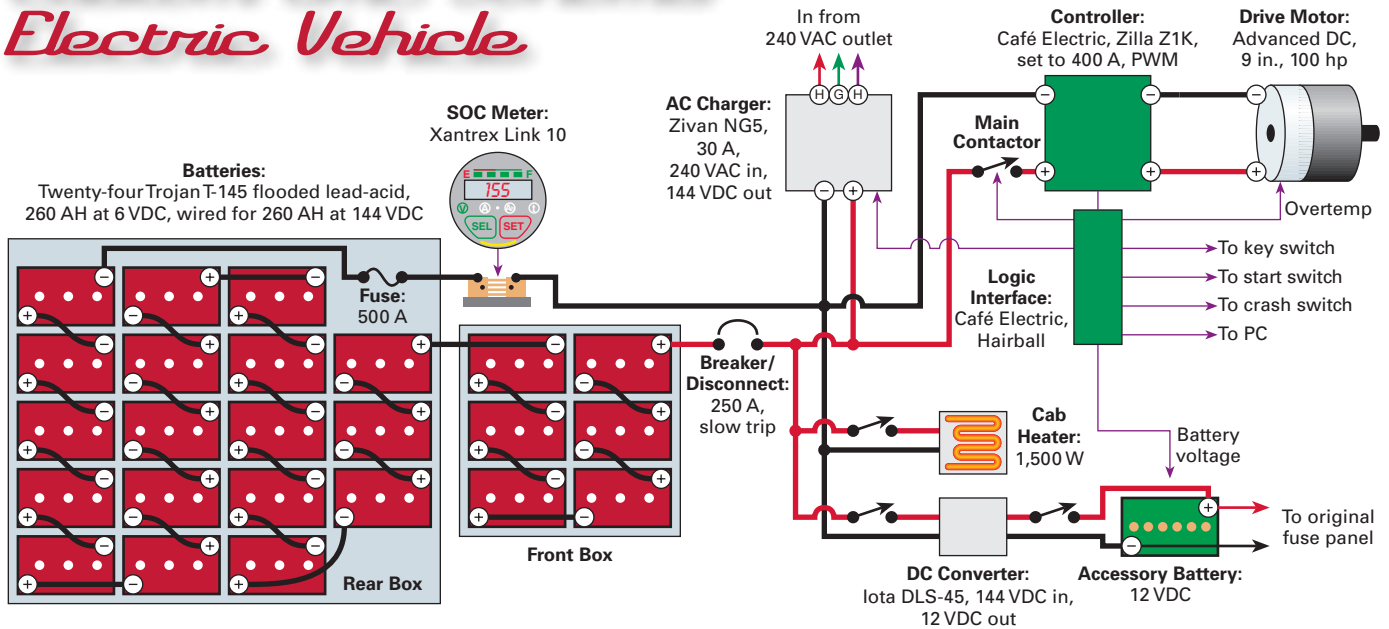 Electric Vehicle
In from
240 VAC outlet
Controller:
Café Electric, Zilla Z1K,
set to 400 A, PWM
Drive Motor:
Advanced DC,
9 in., 100 hp
H G H
AC Charger:
Zivan NG5,
30 A,
240 VAC in,
144 VDC out
− +
Main
Contactor
− − −
+ + +
Overtemp
SOC Meter:
Xantrex Link 10
E F
155
V A Ah t
SEL SET
Batteries:
Twenty-four Trojan T-145 flooded lead-acid,
260 AH at 6 VDC, wired for 260 AH at 144 VDC
Fuse:
500 A
Logic
Interface:
Café Electric,
Hairball
To key switch
To start switch
To crash switch
To PC
Breaker/
Disconnect:
250 A,
slow trip
Rear Box
Front Box
Cab
Heater:
1,500 W
Battery
voltage
+
−
To original
fuse panel
DC Converter:
Iota DLS-45, 144 VDC in,
12 VDC out
Accessory Battery:
12 VDC